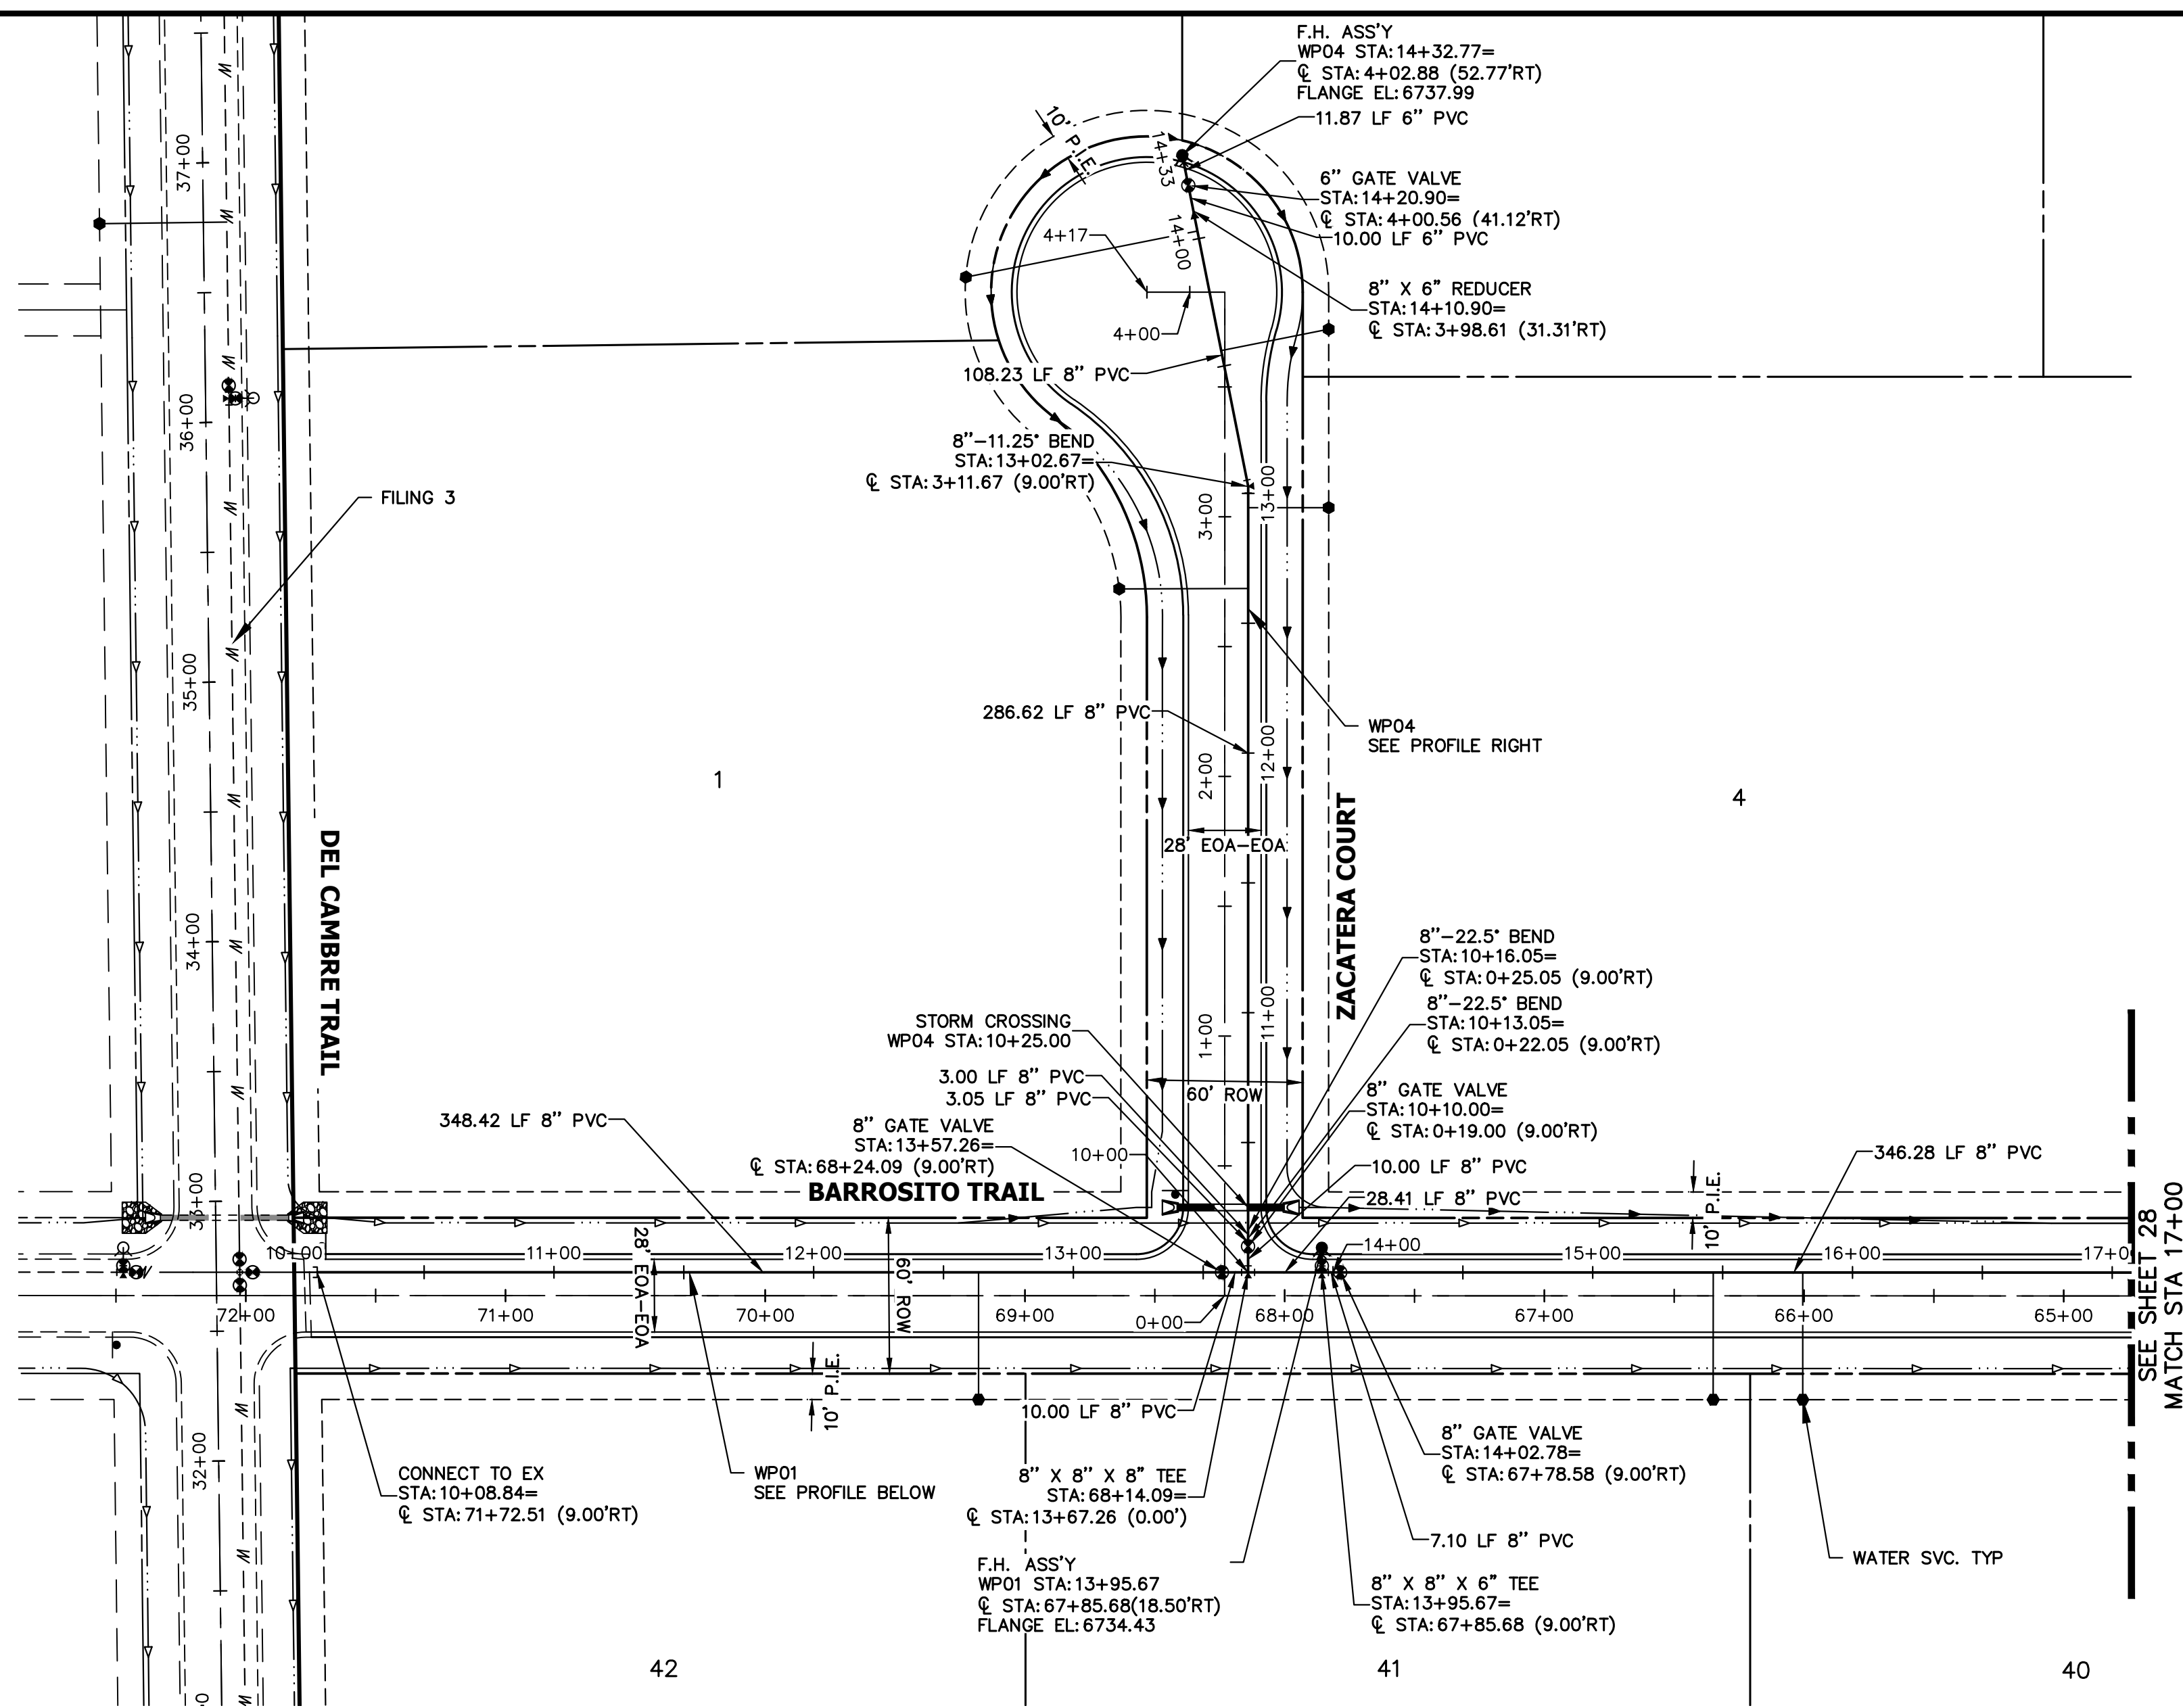 F.H. ASS'Y
WP04 STA: 14+32.77=
℄ STA: 4+02.88 (52.77'RT)
FLANGE EL: 6737.99
11.87 LF 6" PVC
10' P.I.E.
14+33
6" GATE VALVE
STA: 14+20.90=
℄ STA: 4+00.56 (41.12'RT)
10.00 LF 6" PVC
37+00
4+17
14+00
8" X 6" REDUCER
STA: 14+10.90=
℄ STA: 3+98.61 (31.31'RT)
4+00
108.23 LF 8" PVC
36+00
8"-11.25° BEND
STA: 13+02.67=
℄ STA: 3+11.67 (9.00'RT)
FILING 3
3+00
13+00
W
35+00
286.62 LF 8" PVC
WP04
SEE PROFILE RIGHT
1
2+00
12+00
4
28' EOA-EOA
DEL CAMBRE TRAIL
ZACATERA COURT
34+00
8"-22.5° BEND
STA: 10+16.05=
℄ STA: 0+25.05 (9.00'RT)
8"-22.5° BEND
STA: 10+13.05=
℄ STA: 0+22.05 (9.00'RT)
STORM CROSSING
WP04 STA: 10+25.00
1+00
11+00
3.00 LF 8" PVC
3.05 LF 8" PVC
60' ROW
8" GATE VALVE
STA: 10+10.00=
℄ STA: 0+19.00 (9.00'RT)
348.42 LF 8" PVC
8" GATE VALVE
STA: 13+57.26=
℄ STA: 68+24.09 (9.00'RT)
10+00
10.00 LF 8" PVC
346.28 LF 8" PVC
28.41 LF 8" PVC
BARROSITO TRAIL
33+00
10' P.I.E.
10+00
11+00
12+00
13+00
14+00
15+00
16+00
17+0
28' EOA-EOA
60' ROW
72+00
71+00
70+00
69+00
0+00
68+00
67+00
66+00
65+00
SEE SHEET 28
MATCH STA 17+00
10' P.I.E.
10.00 LF 8" PVC
32+00
CONNECT TO EX
STA: 10+08.84=
℄ STA: 71+72.51 (9.00'RT)
WP01
SEE PROFILE BELOW
8" X 8" X 8" TEE
STA: 68+14.09=
℄ STA: 13+67.26 (0.00')
8" GATE VALVE
STA: 14+02.78=
℄ STA: 67+78.58 (9.00'RT)
7.10 LF 8" PVC
WATER SVC. TYP
F.H. ASS'Y
WP01 STA: 13+95.67
℄ STA: 67+85.68(18.50'RT)
FLANGE EL: 6734.43
8" X 8" X 6" TEE
STA: 13+95.67=
℄ STA: 67+85.68 (9.00'RT)
42
41
40